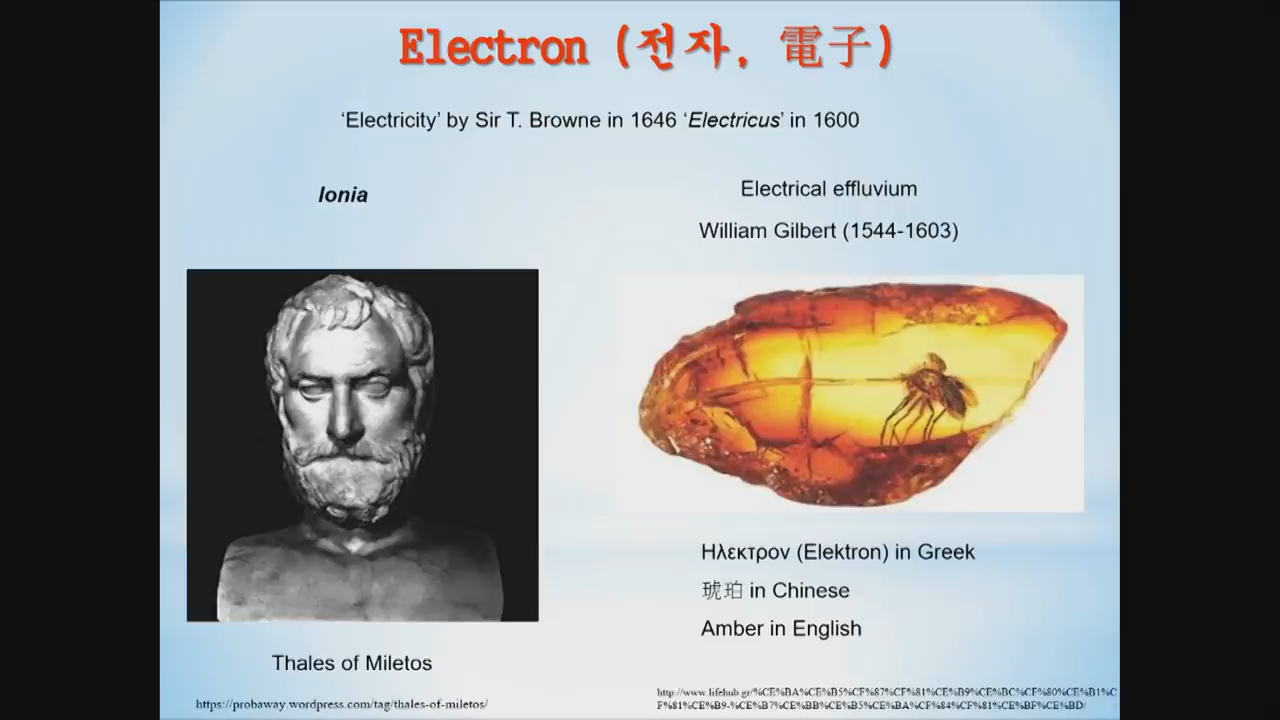 Electron (전자, 電子)
‘Electricity’ by Sir T. Browne in 1646 ‘Electricus’ in 1600
Ionia
Electrical effluvium
William Gilbert (1544-1603)
Ηλεκτρον (Elektron) in Greek
琥珀 in Chinese
Amber in English
Thales of Miletos
https://probaway.wordpress.com/tag/thales-of-miletos/
http://www.lifehub.gr/%CE%BA%CE%B5%CF%87%CF%81%CE%B9%CE%BC%CF%80%CE%B1%C
F%81%CE%B9-%CE%B7%CE%BB%CE%B5%CE%BA%CF%84%CF%81%CE%BF%CE%BD/